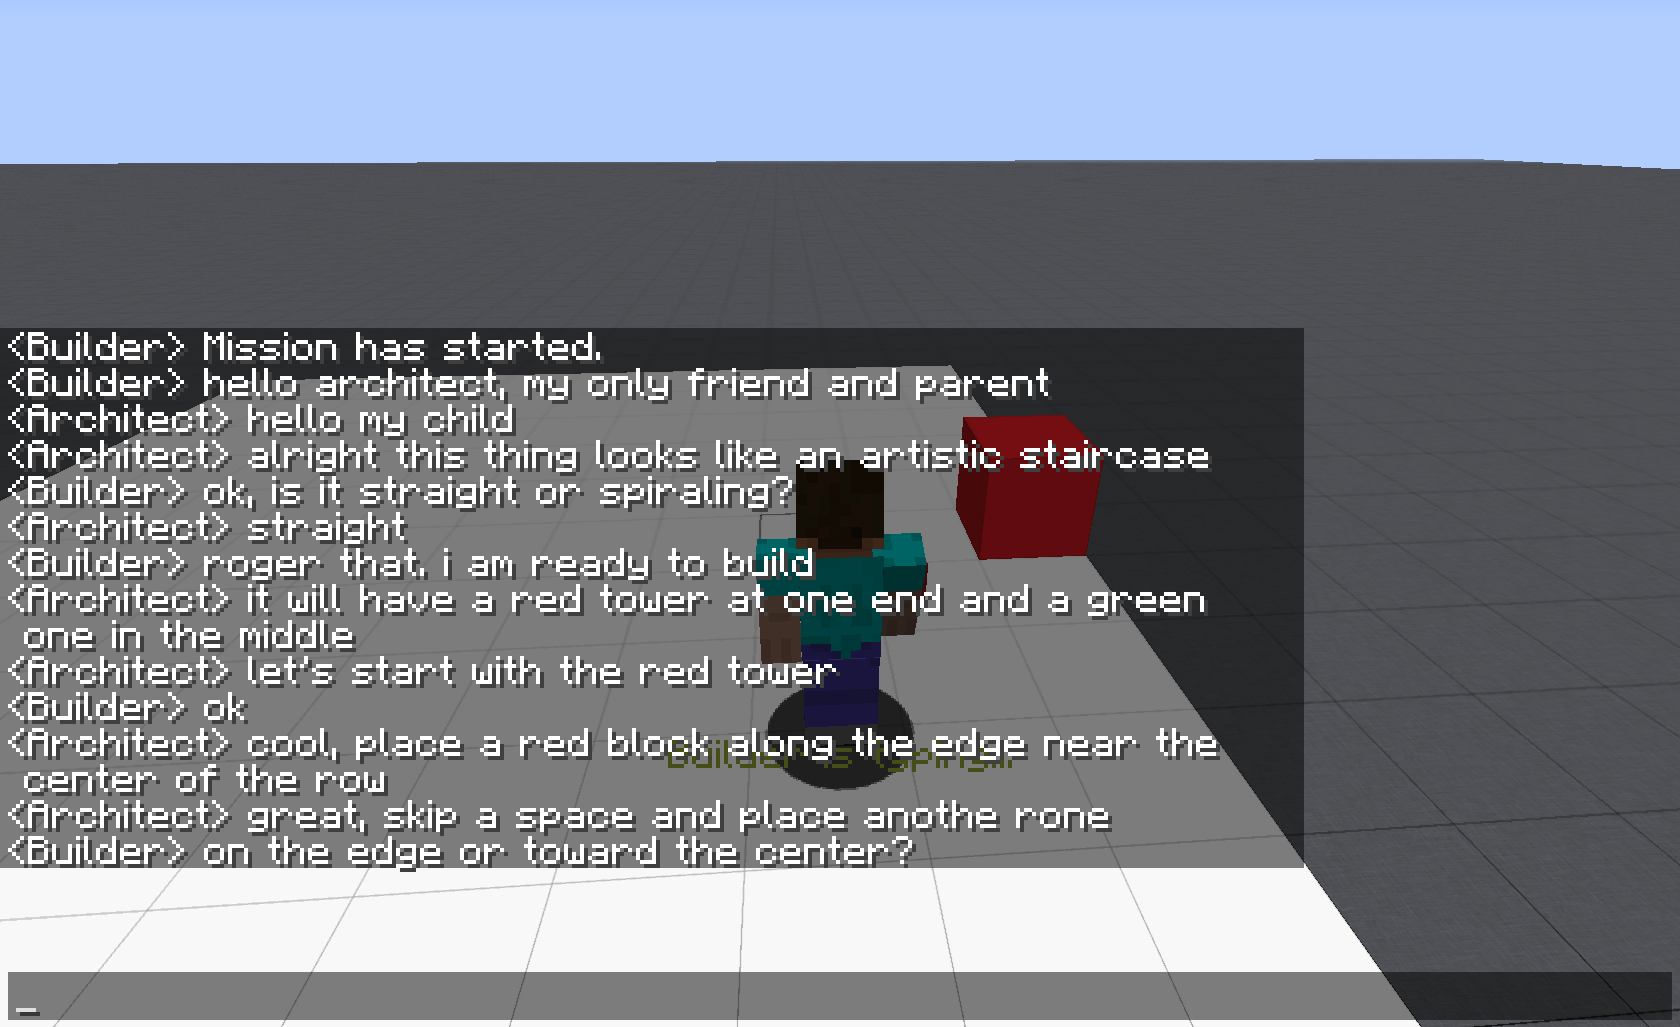 <Builder> Mission has started.
<Builder> hello architect, my only friend and parent
<Architect> hello my child
<Architect> alright this thing looks like an artistic staircase
<Builder> ok, is it straight or spiraling?
<Architect> straight
<Builder> roger that. i am ready to build
<Architect> it will have a red tower at one end and a green
one in the middle
<Architect> let's start with the red tower
<Builder> ok
<Architect> cool, place a red block along the edge near the
Builder is typing...
center of the row
<Architect> great, skip a space and place anothe rone
<Builder> on the edge or toward the center?
_